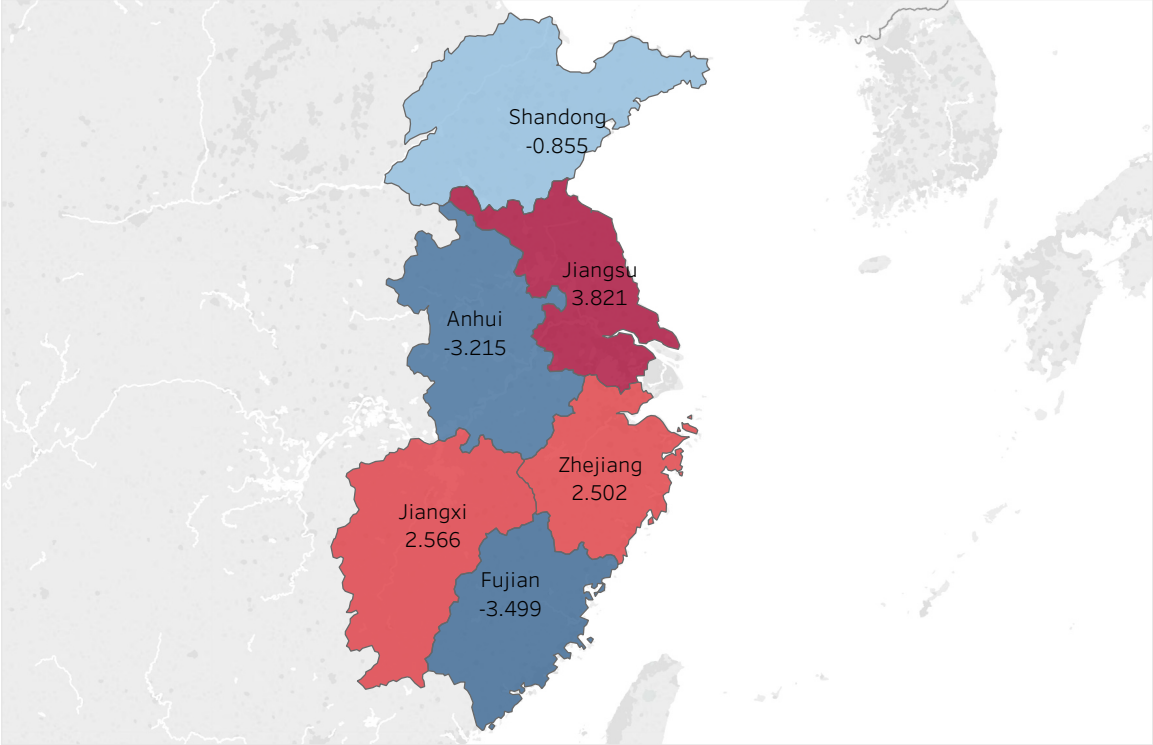 Shandong
-0.855
Jiangsu
3.821
Anhui
-3.215
Zhejiang
2.502
Jiangxi
2.566
Fujian
-3.499